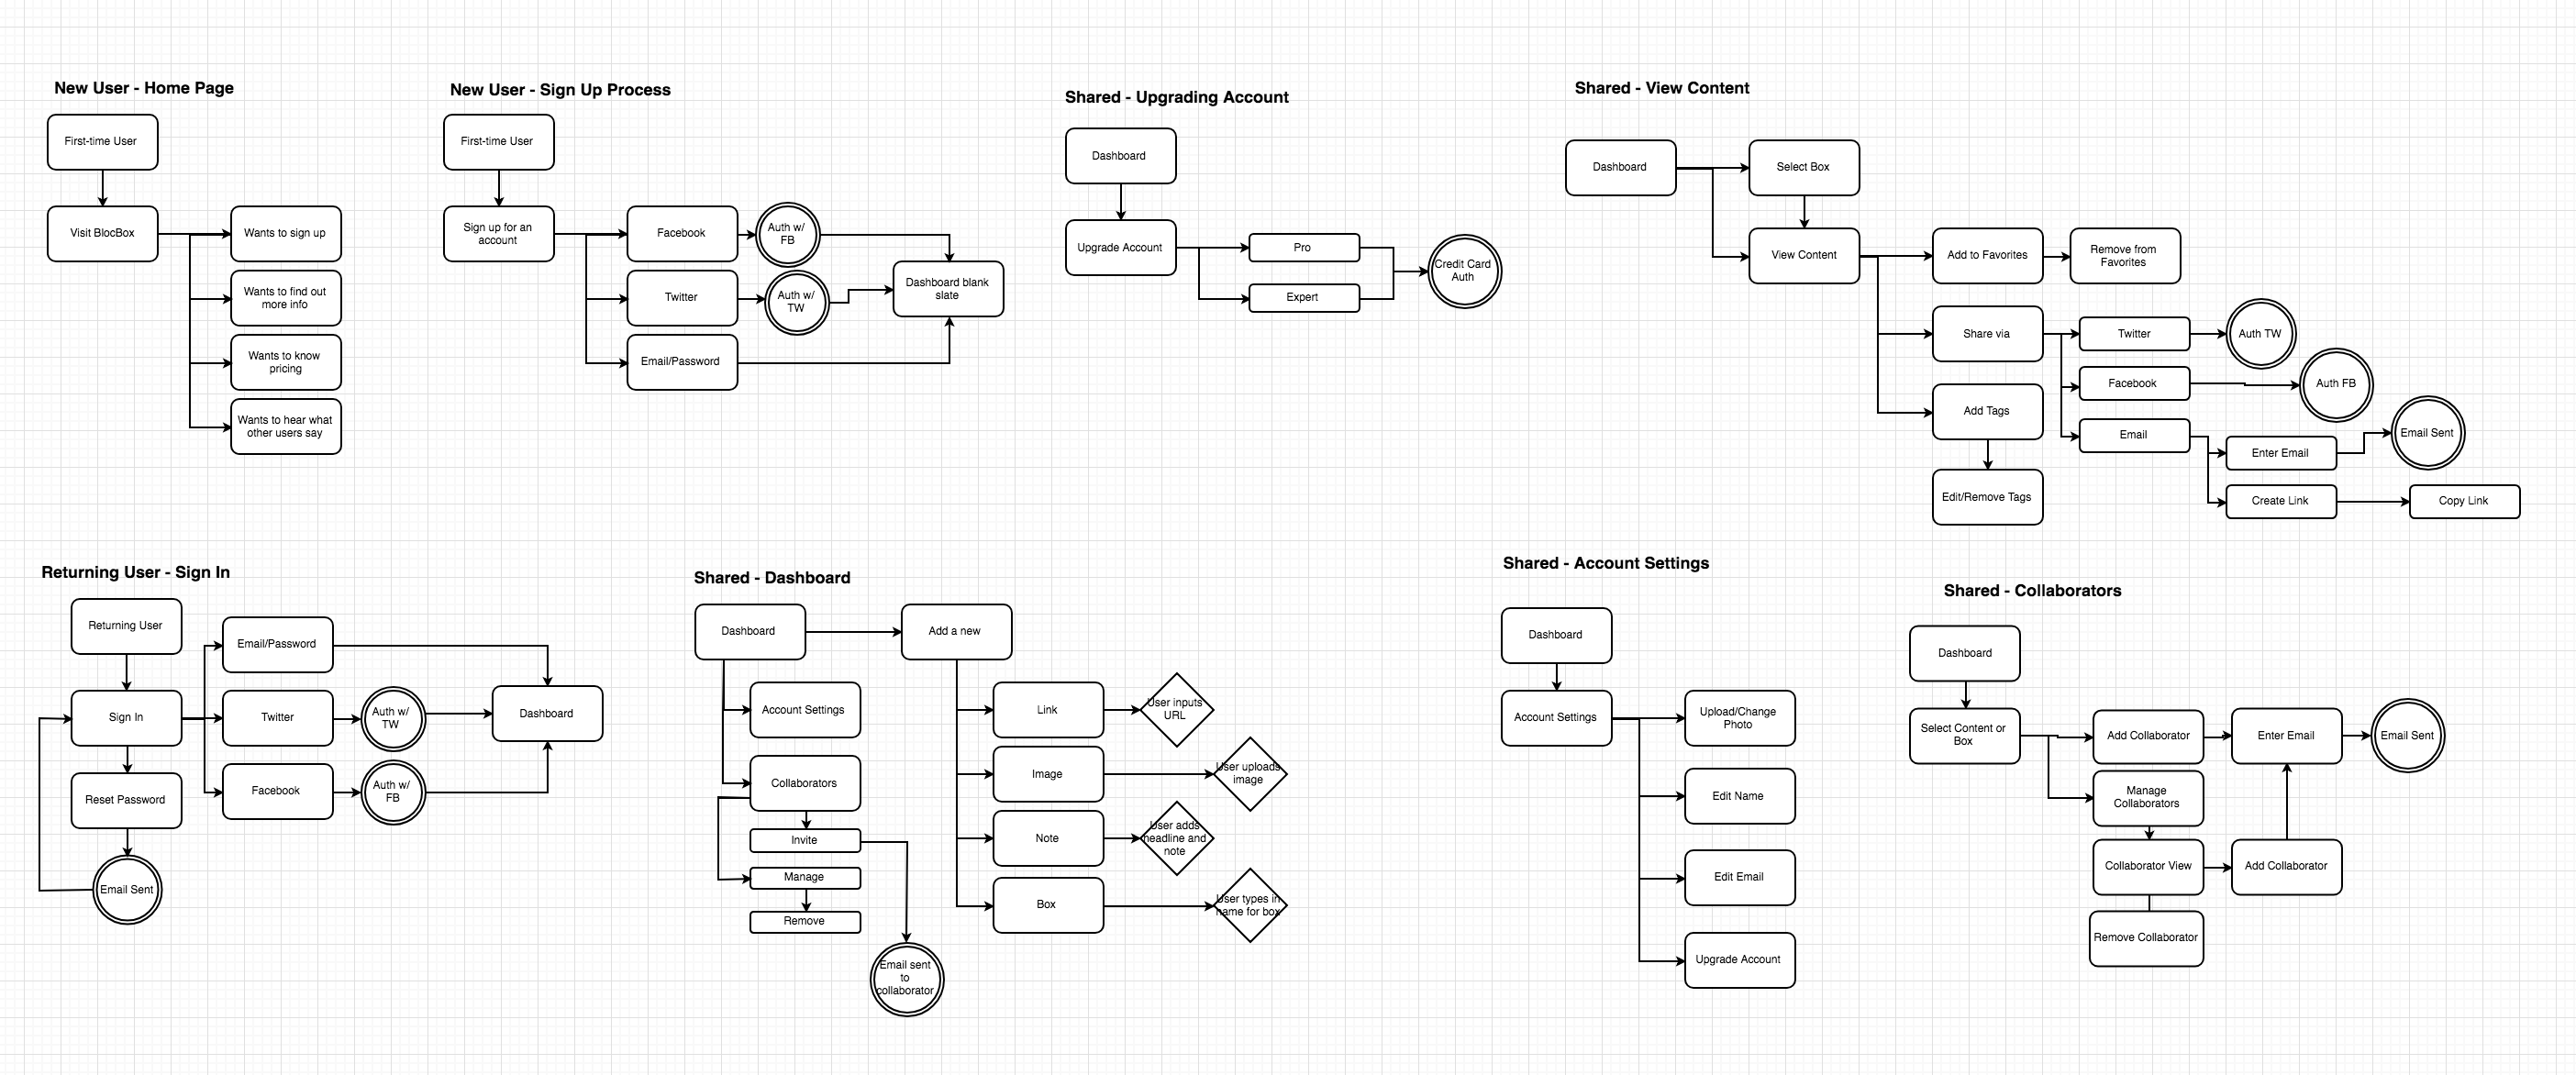 New User - Home Page
First-time User
Visit BlocBox
Wants to sign up
Wants to find out
more info
Wants to know
pricing
Wants to hear what
other users say
New User - Sign Up Process
First-time User
Sign up for an
account
Facebook
Auth w/
FB
Twitter
Auth w/
TW
Email/Password
Dashboard blank
slate
Shared - Upgrading Account
Dashboard
Upgrade Account
Pro
Expert
Credit Card
Auth
Shared - View Content
Dashboard
Select Box
View Content
Add to Favorites
Remove from
Favorites
Share via
Twitter
Auth TW
Facebook
Auth FB
Email
Enter Email
Email Sent
Create Link
Copy Link
Add Tags
Edit/Remove Tags
Returning User - Sign In
Returning User
Sign In
Reset Password
Email Sent
Email/Password
Twitter
Auth w/
TW
Facebook
Auth w/
FB
Dashboard
Shared - Dashboard
Dashboard
Add a new
Account Settings
Collaborators
Invite
Manage
Remove
Email sent
to
collaborator
Link
User inputs
URL
Image
User uploads
image
Note
User adds
headline and
note
Box
User types in
name for box
Shared - Account Settings
Dashboard
Account Settings
Upload/Change
Photo
Edit Name
Edit Email
Upgrade Account
Shared - Collaborators
Dashboard
Select Content or
Box
Add Collaborator
Enter Email
Email Sent
Manage
Collaborators
Collaborator View
Add Collaborator
Remove Collaborator